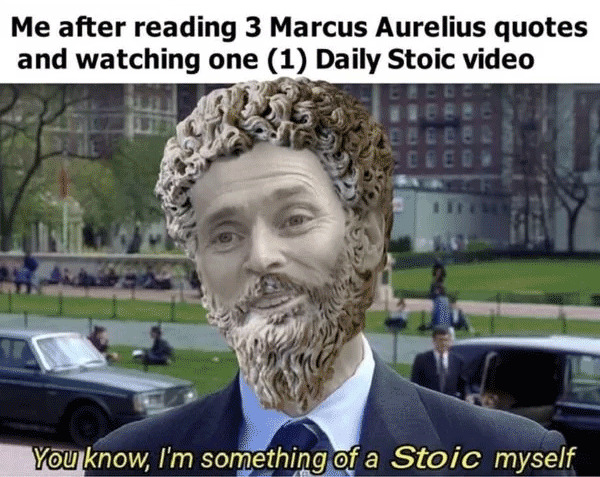 Me after reading 3 Marcus Aurelius quotes
and watching one (1) Daily Stoic video
You know, I'm something of a Stoic myself